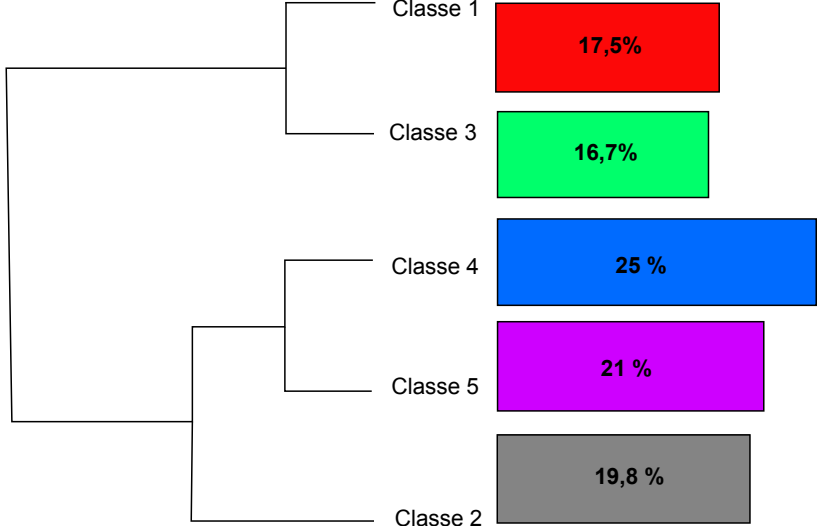 Classe 1
17,5%
Classe 3
16,7%
Classe 4
25 %
Classe 5
21 %
Classe 2
19,8 %